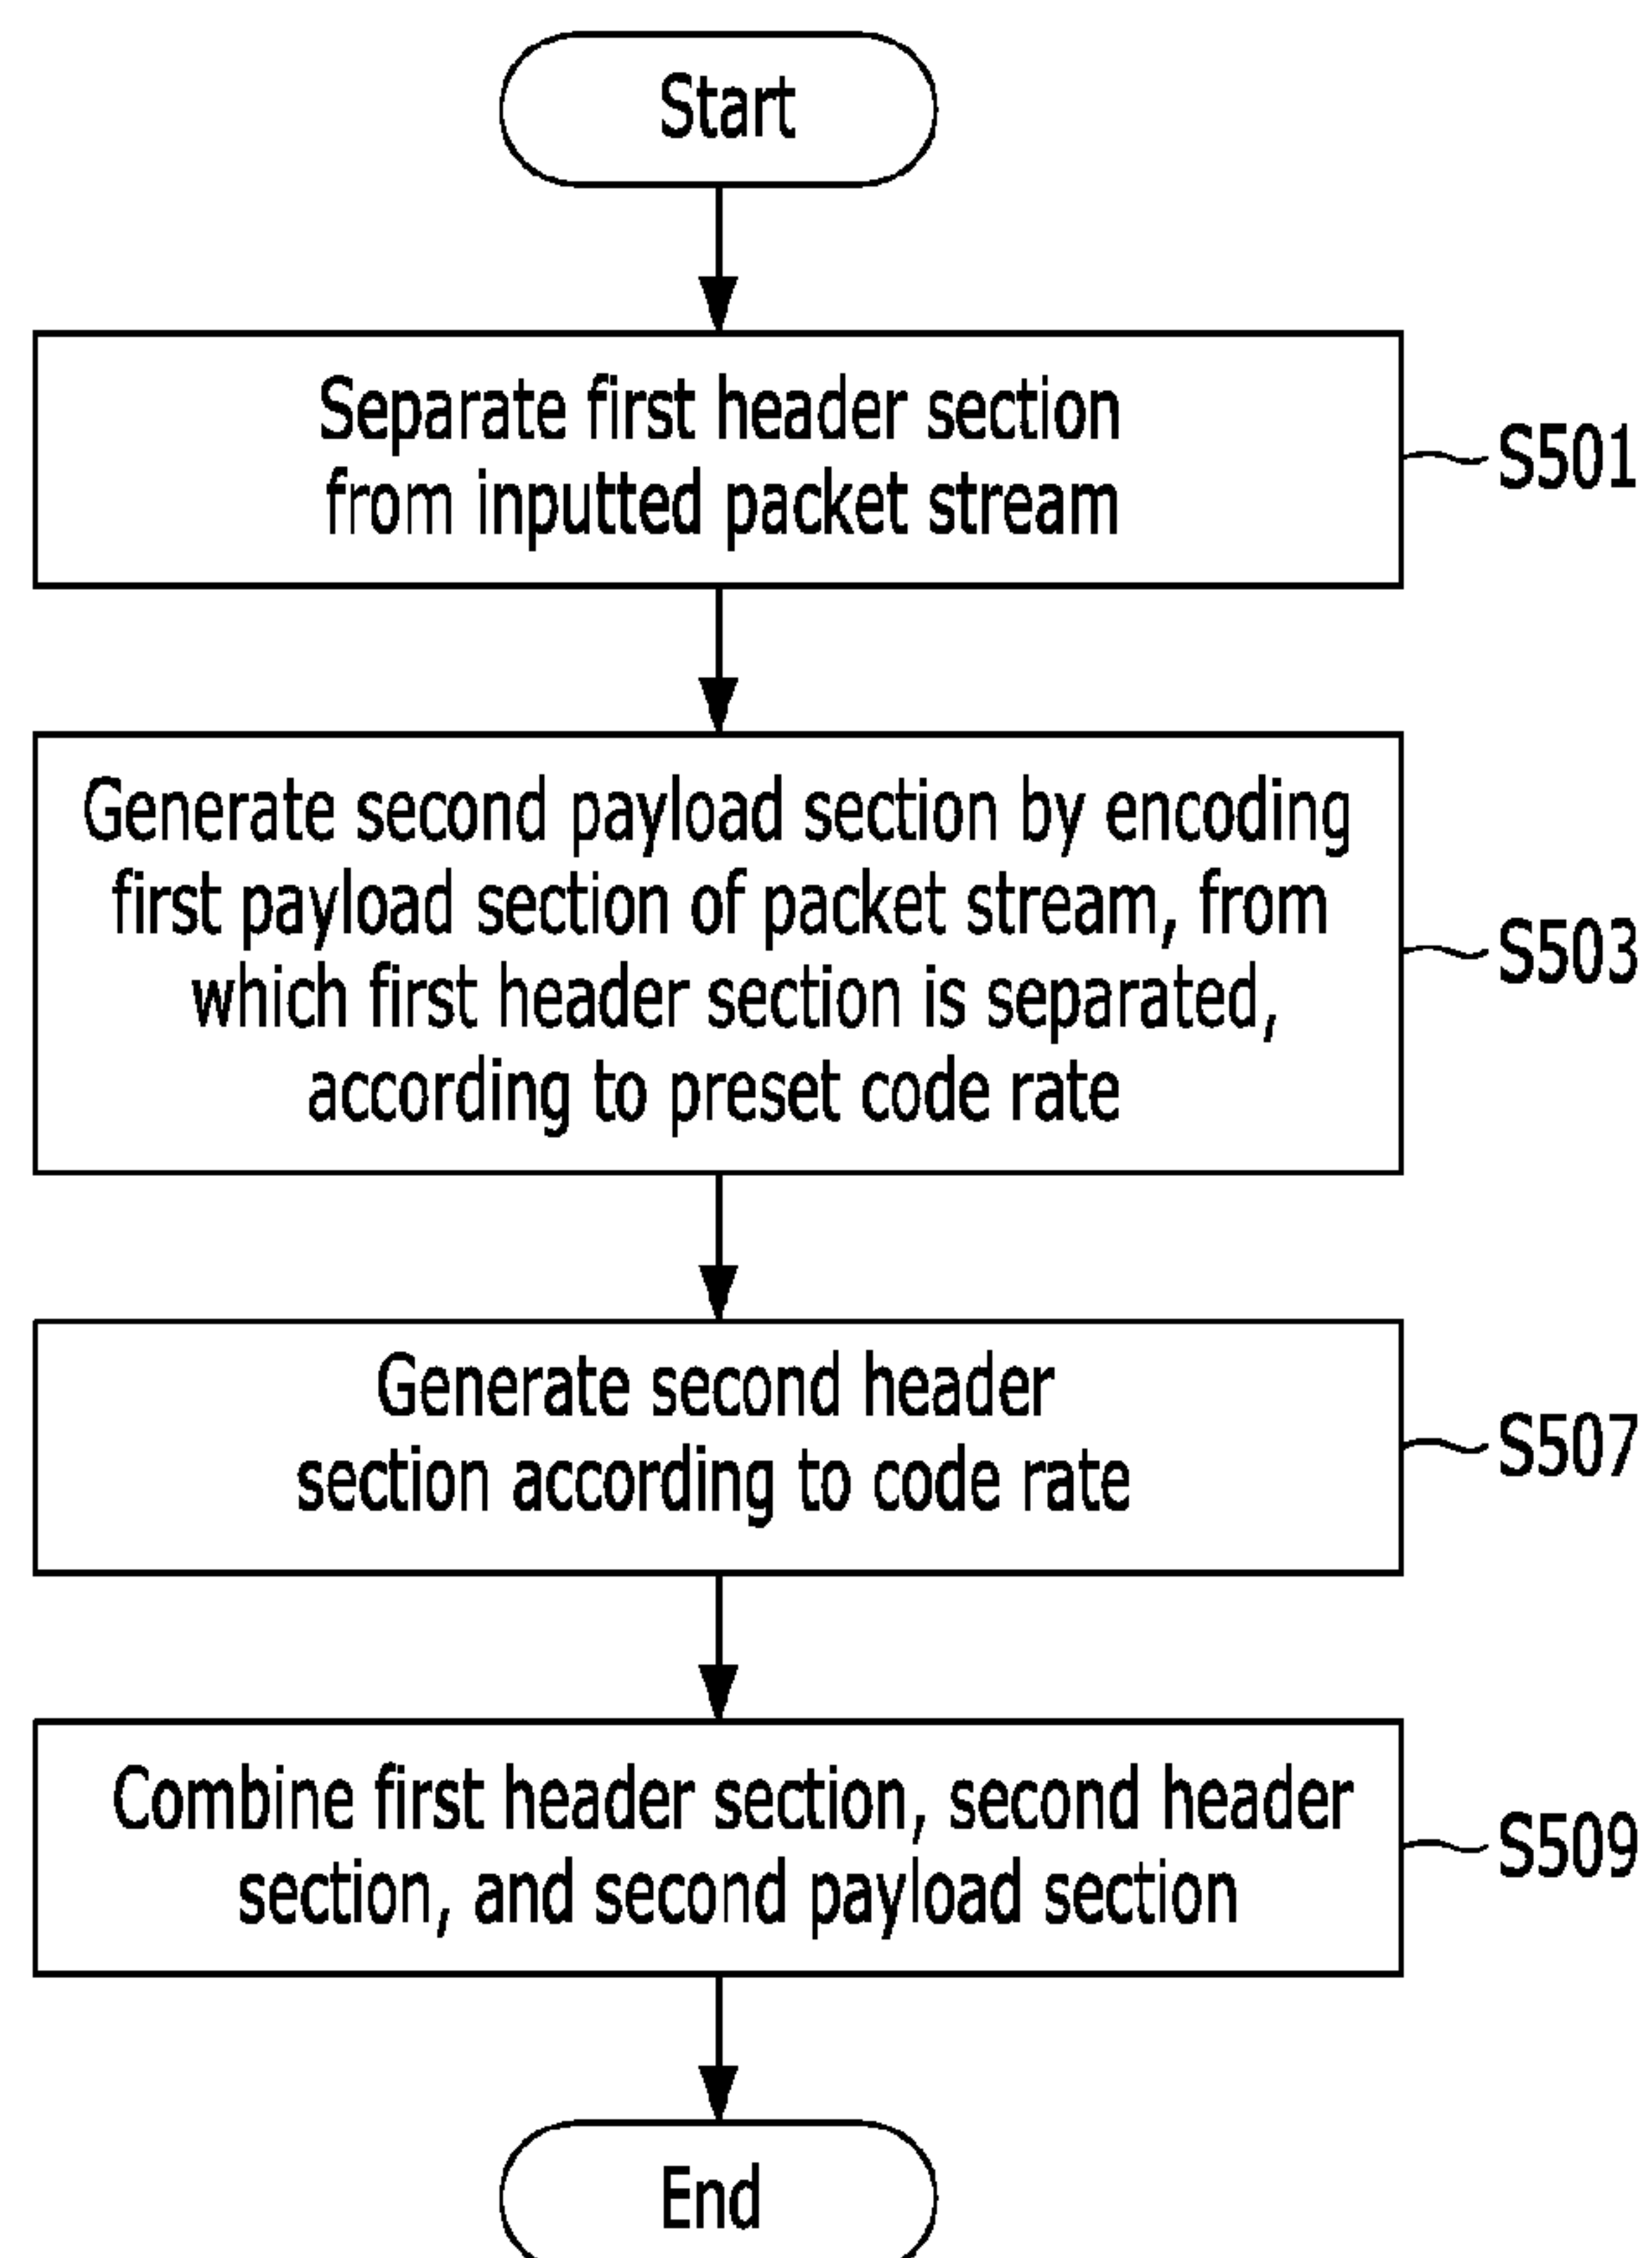 Start
Separate first header section
from inputted packet stream
S501
Generate second payload section by encoding
first payload section of packet stream, from
which first header section is separated,
according to preset code rate
S503
Generate second header
section according to code rate
S507
Combine first header section, second header
section, and second payload section
S509
End